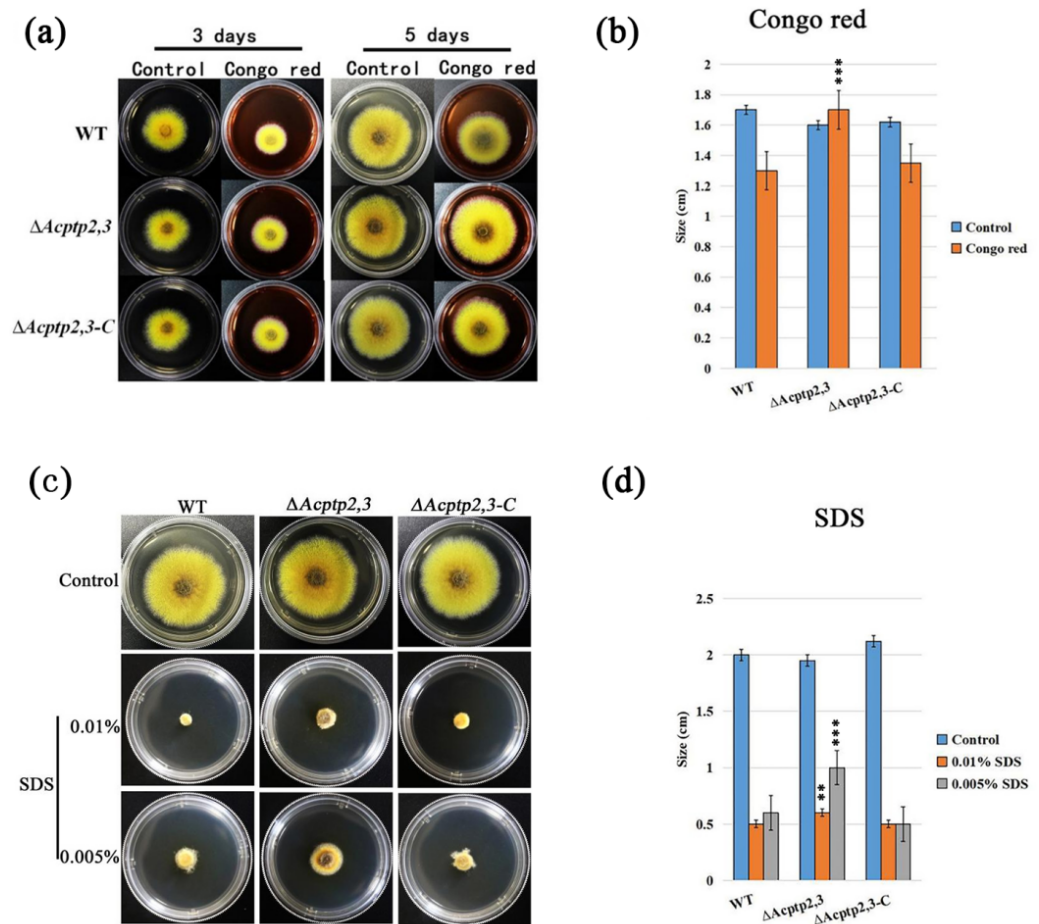 (a)
3 days 5 days
Control Congo red Control Congo red
WT
ΔAcptp2,3
ΔAcptp2,3-C
(b)
Congo red
***
2
1.8
1.6
1.4
1.2
1
0.8
0.6
0.4
0.2
0
Size (cm)
WT
ΔAcptp2,3
ΔAcptp2,3-C
Control
Congo red
(c)
WT ΔAcptp2,3 ΔAcptp2,3-C
Control
SDS
0.01%
0.005%
(d)
SDS
2.5
2
1.5
1
0.5
0
Size (cm)
**
***
WT
ΔAcptp2,3
ΔAcptp2,3-C
Control
0.01% SDS
0.005% SDS